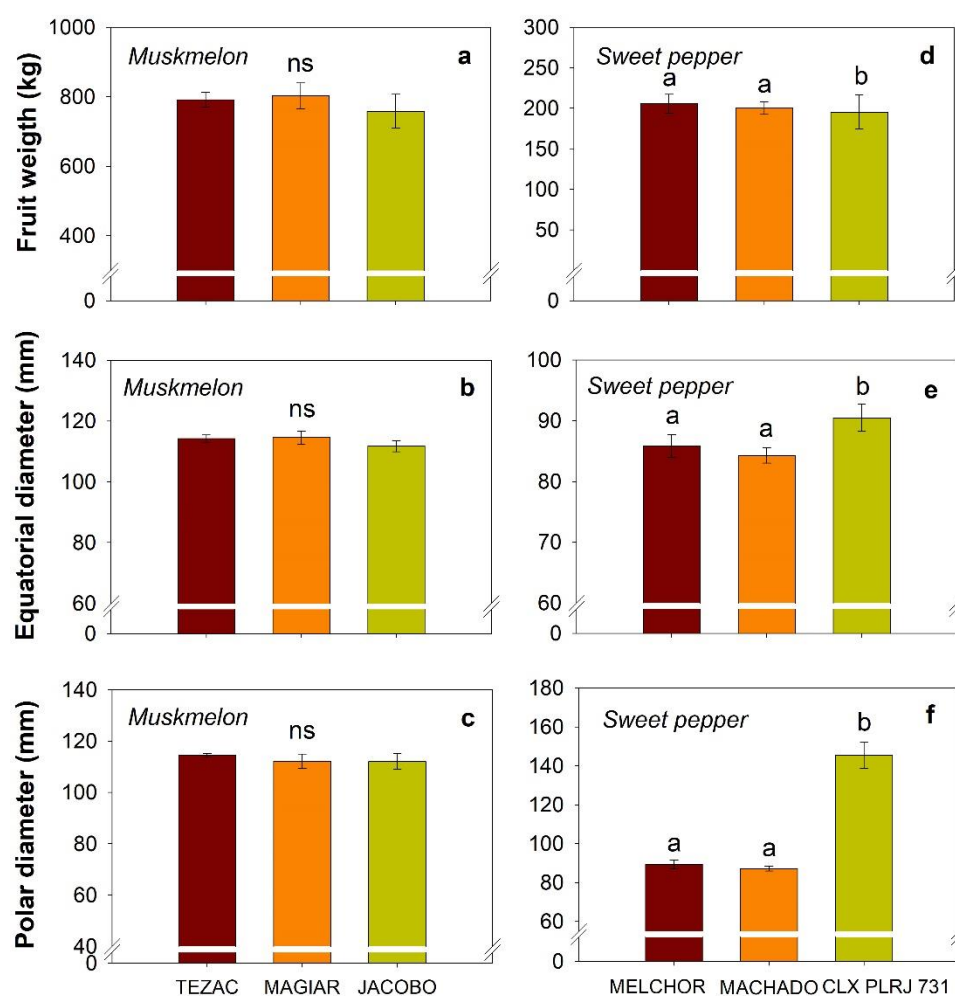 Fruit weigth (kg)
1000
800
600
400
0
Muskmelon
a
ns
300
250
200
150
100
50
0
Sweet pepper
d
a
a
b
Equatorial diameter (mm)
140
120
100
80
60
0
Muskmelon
b
ns
100
90
80
70
60
0
Sweet pepper
e
a
a
b
Polar diameter (mm)
140
120
100
80
60
40
0
Muskmelon
c
ns
TEZAC MAGIAR JACOBO
180
160
140
120
100
80
60
0
Sweet pepper
f
a
a
b
MELCHOR MACHADO CLX PLRJ 731